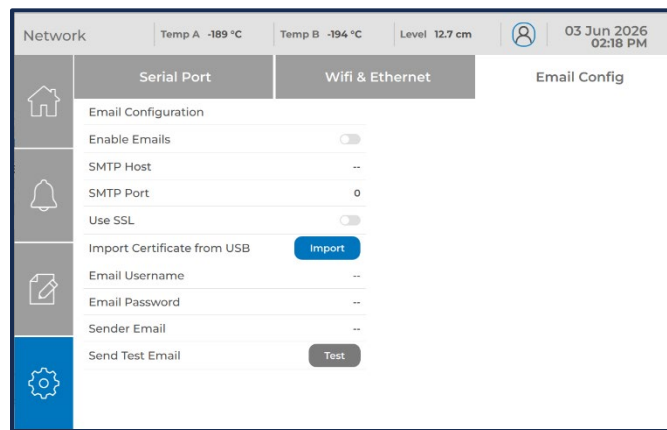 Network Temp A -189 °C Temp B -194 °C Level 12.7 cm 03 Jun 2026
02:18 PM
Serial Port Wifi & Ethernet Email Config
Email Configuration
Enable Emails
SMTP Host --
SMTP Port 0
Use SSL
Import Certificate from USB Import
Email Username --
Email Password --
Sender Email --
Send Test Email Test